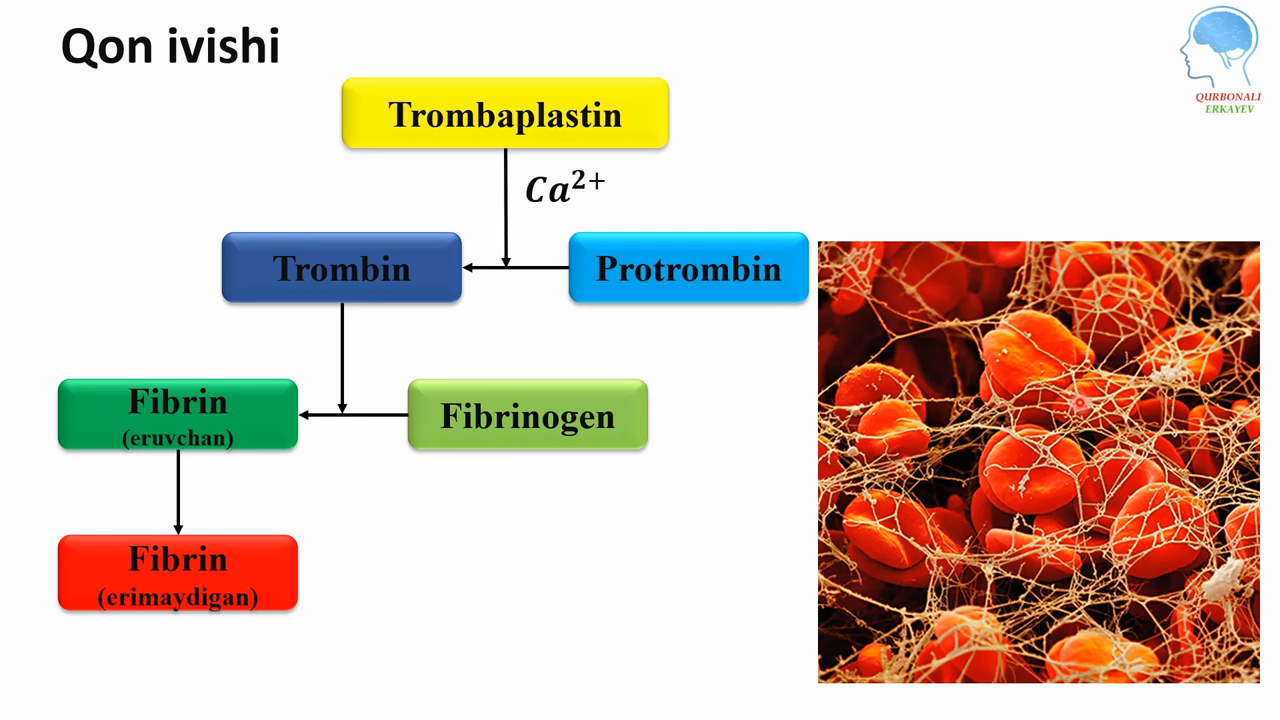 Qon ivishi
QURBONALI
ERKAYEV
Trombaplastin
Ca²⁺
Trombin
Protrombin
Fibrin
(eruvchan)
Fibrinogen
Fibrin
(erimaydigan)